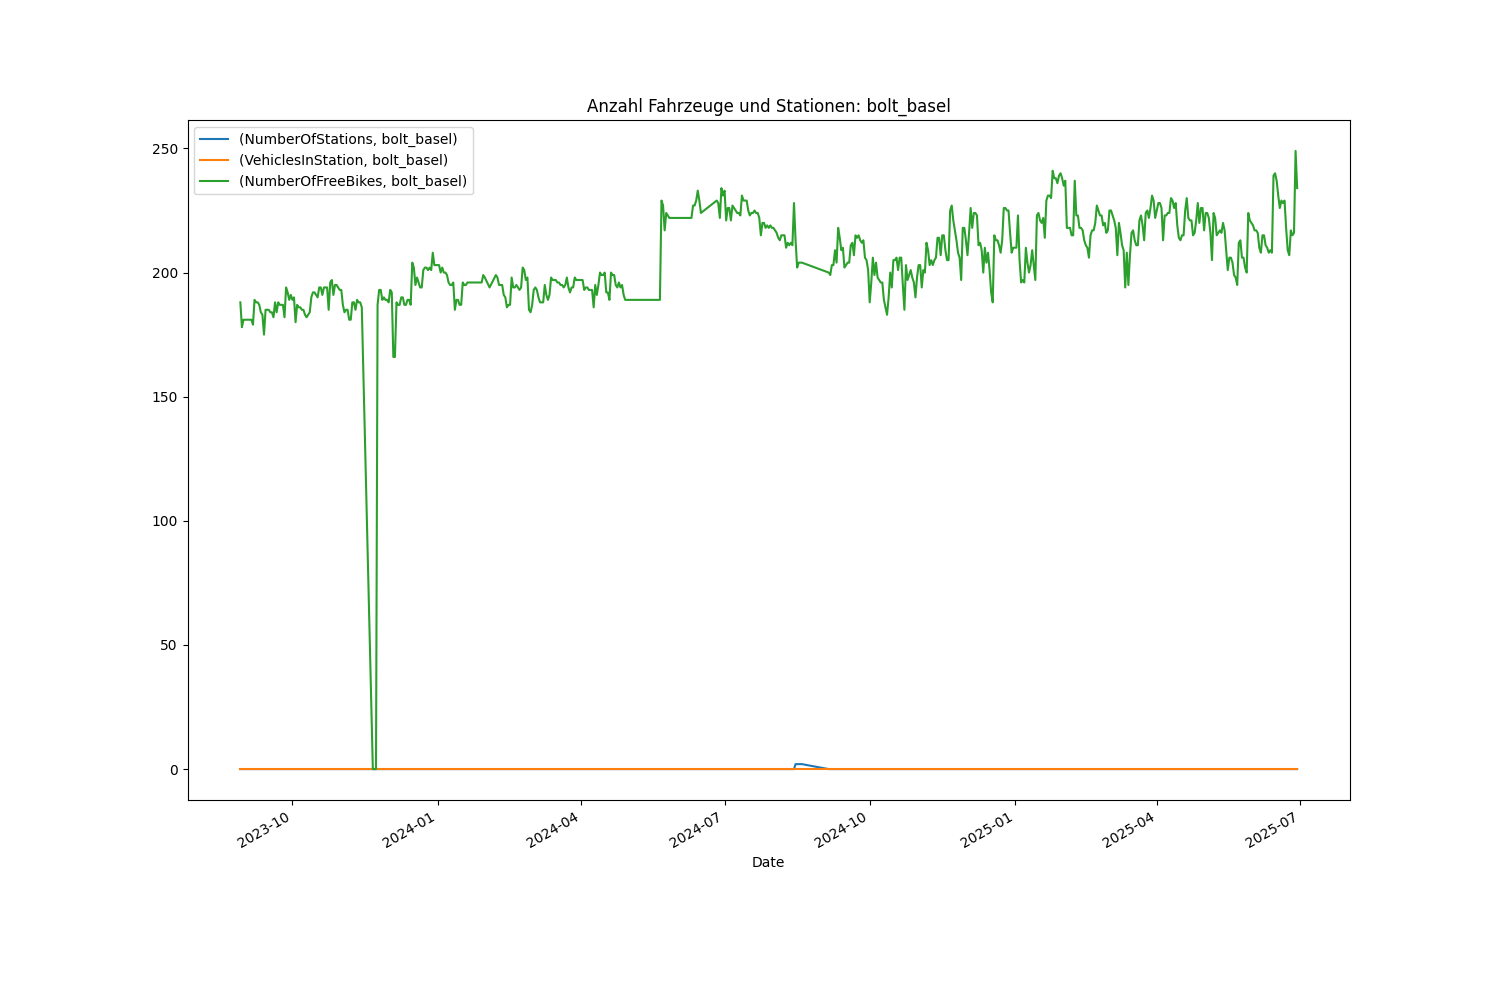 Anzahl Fahrzeuge und Stationen: bolt_basel
(NumberOfStations, bolt_basel)
(VehiclesInStation, bolt_basel)
(NumberOfFreeBikes, bolt_basel)
250
200
150
100
50
0
2023-10
2024-01
2024-04
2024-07
2024-10
2025-01
2025-04
2025-07
Date